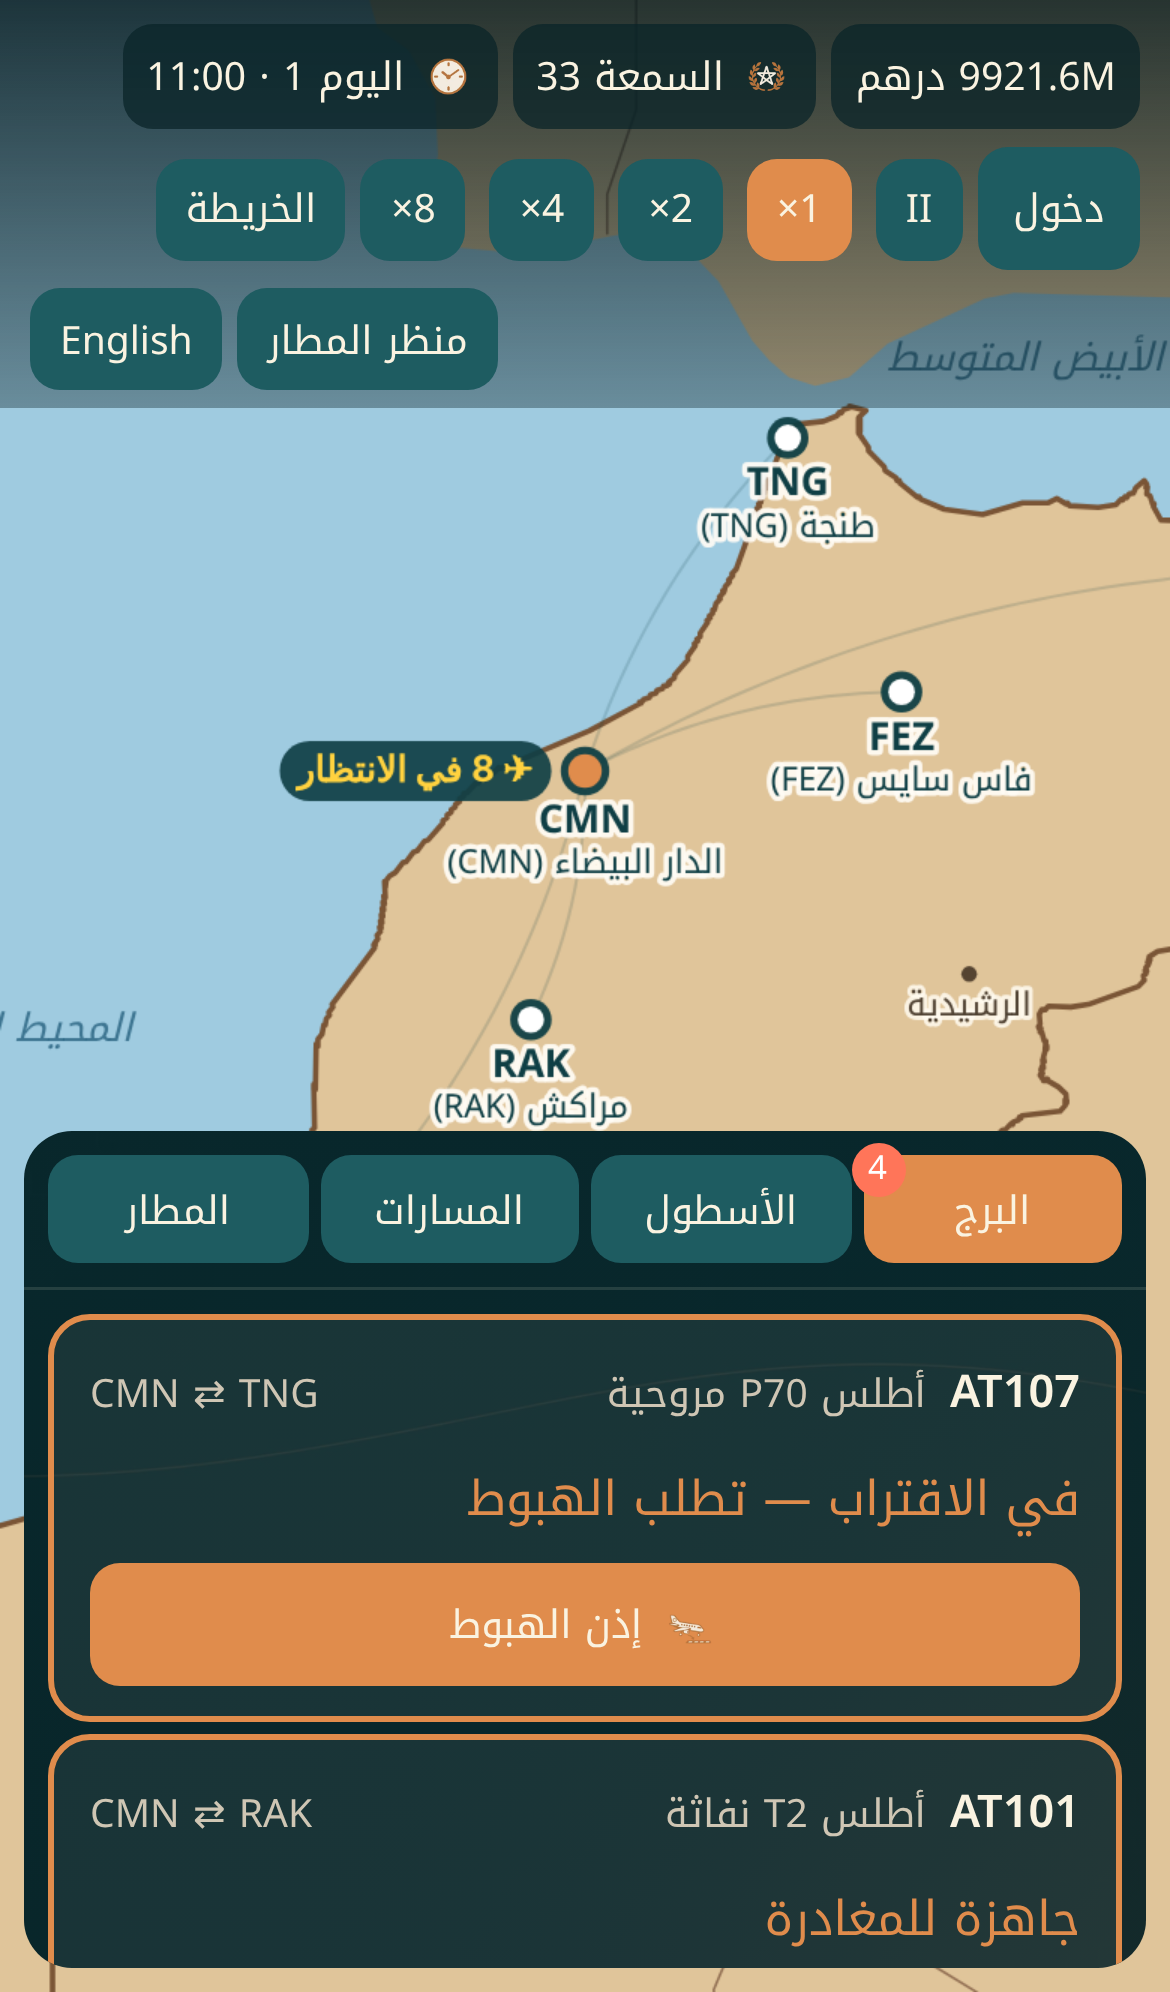 9921.6M درهم
السمعة 33
اليوم 1 · 11:00
دخول
II
×1
×2
×4
×8
الخريطة
منظر المطار
English
الأبيض المتوسط
TNG
طنجة (TNG)
FEZ
فاس سايس (FEZ)
✈ 8 في الانتظار
CMN
الدار البيضاء (CMN)
الرشيدية
المحيط
RAK
مراكش (RAK)
البرج
4
الأسطول
المسارات
المطار
AT107 أطلس P70 مروحية
CMN ⇄ TNG
في الاقتراب — تطلب الهبوط
إذن الهبوط
AT101 أطلس T2 نفاثة
CMN ⇄ RAK
جاهزة للمغادرة